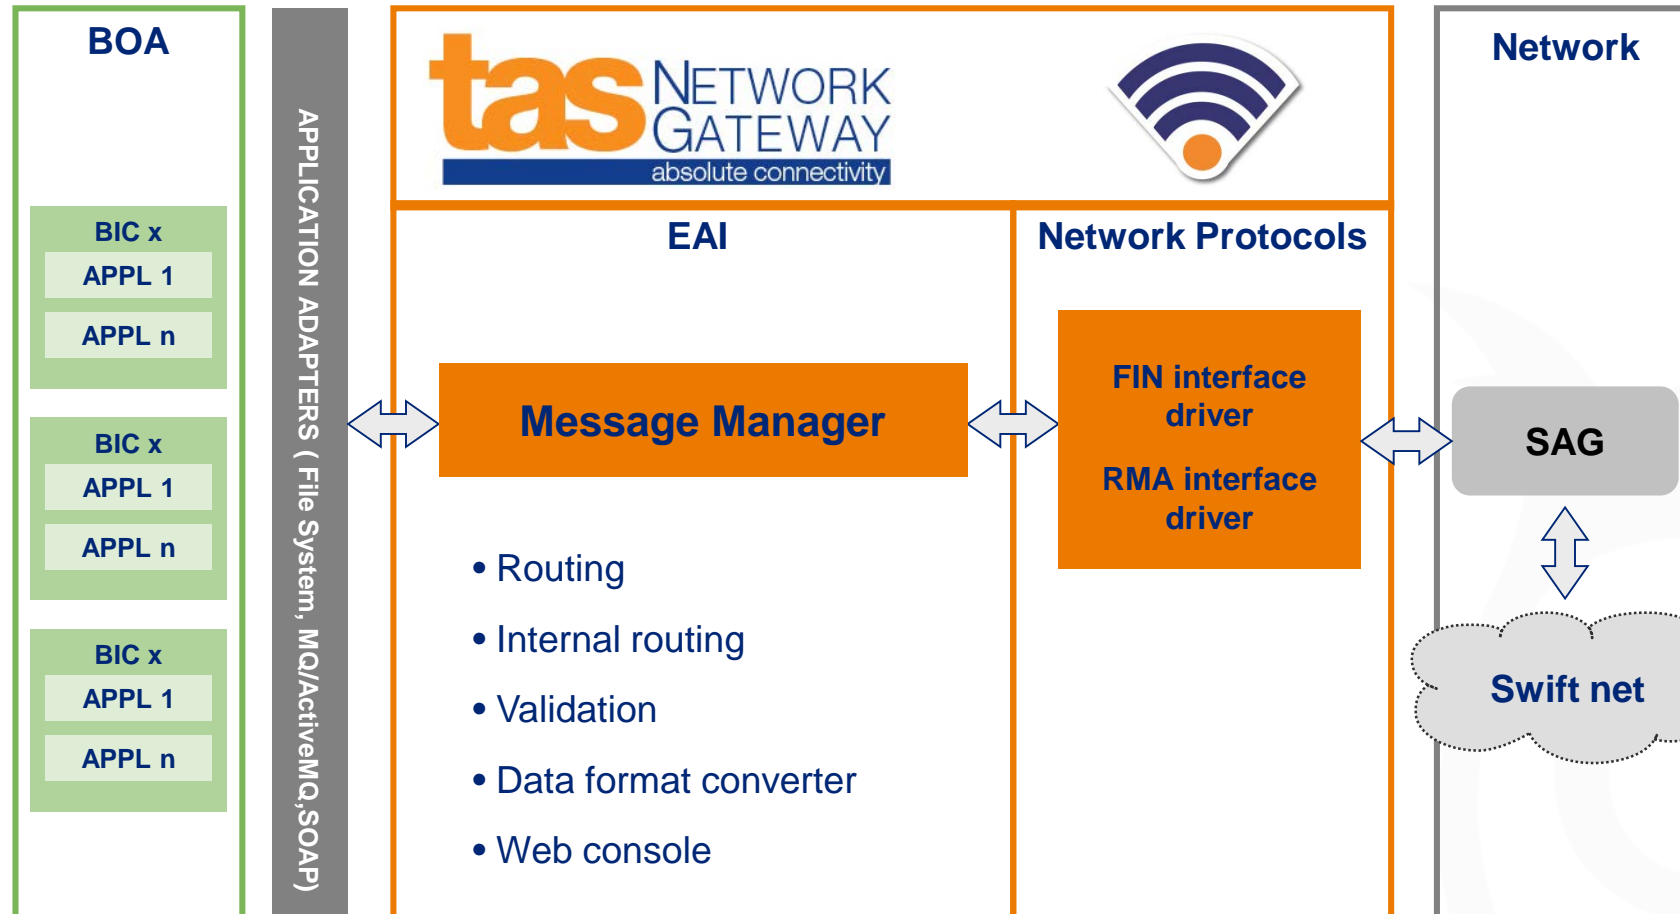 BOA
BIC x
APPL 1
APPL n
BIC x
APPL 1
APPL n
BIC x
APPL 1
APPL n
APPLICATION ADAPTERS ( File System, MQ/ActiveMQ,SOAP)
tas NETWORK
GATEWAY
absolute connectivity
EAI
Message Manager
• Routing
• Internal routing
• Validation
• Data format converter
• Web console
Network Protocols
FIN interface
driver
RMA interface
driver
Network
SAG
Swift net